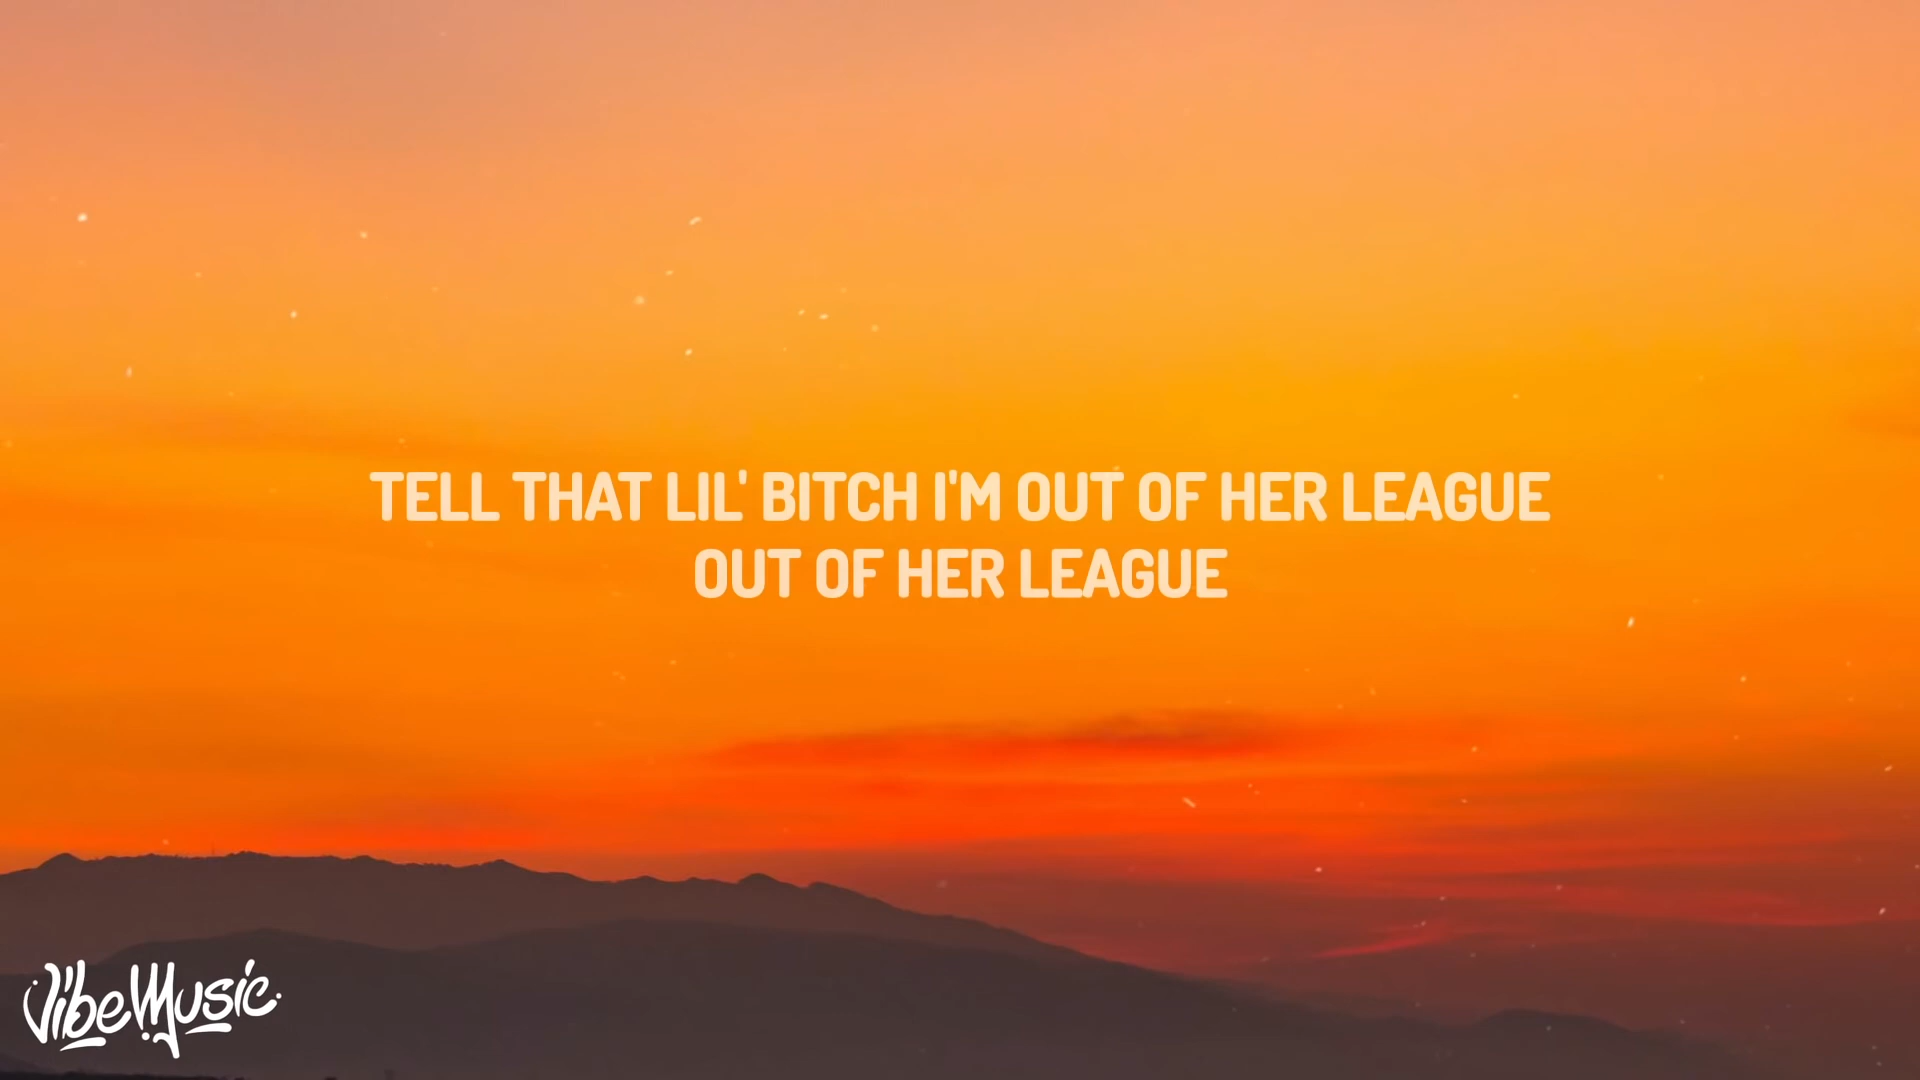 TELL THAT LIL' BITCH I'M OUT OF HER LEAGUE
OUT OF HER LEAGUE
VibeMusic